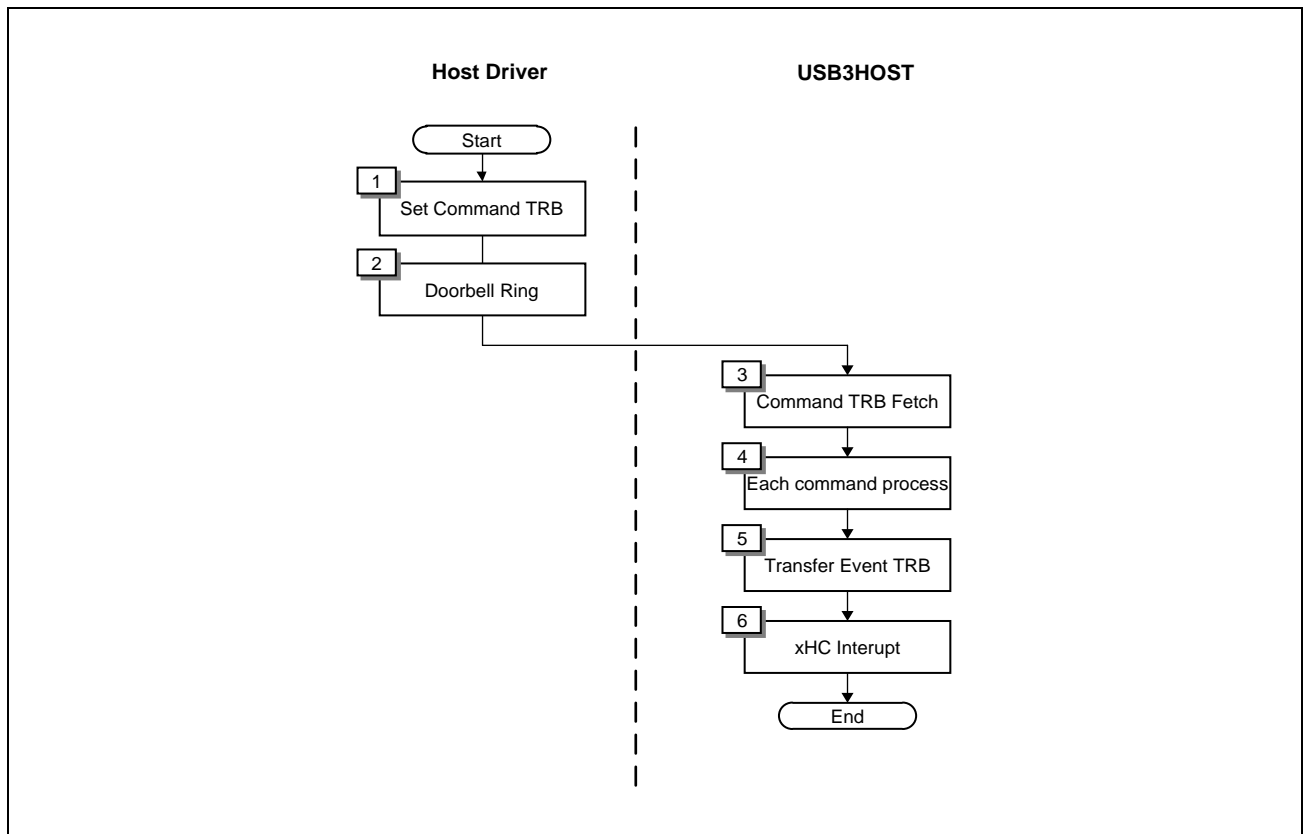 Host Driver
USB3HOST
Start
1
Set Command TRB
2
Doorbell Ring
3
Command TRB Fetch
4
Each command process
5
Transfer Event TRB
6
xHC Interupt
End